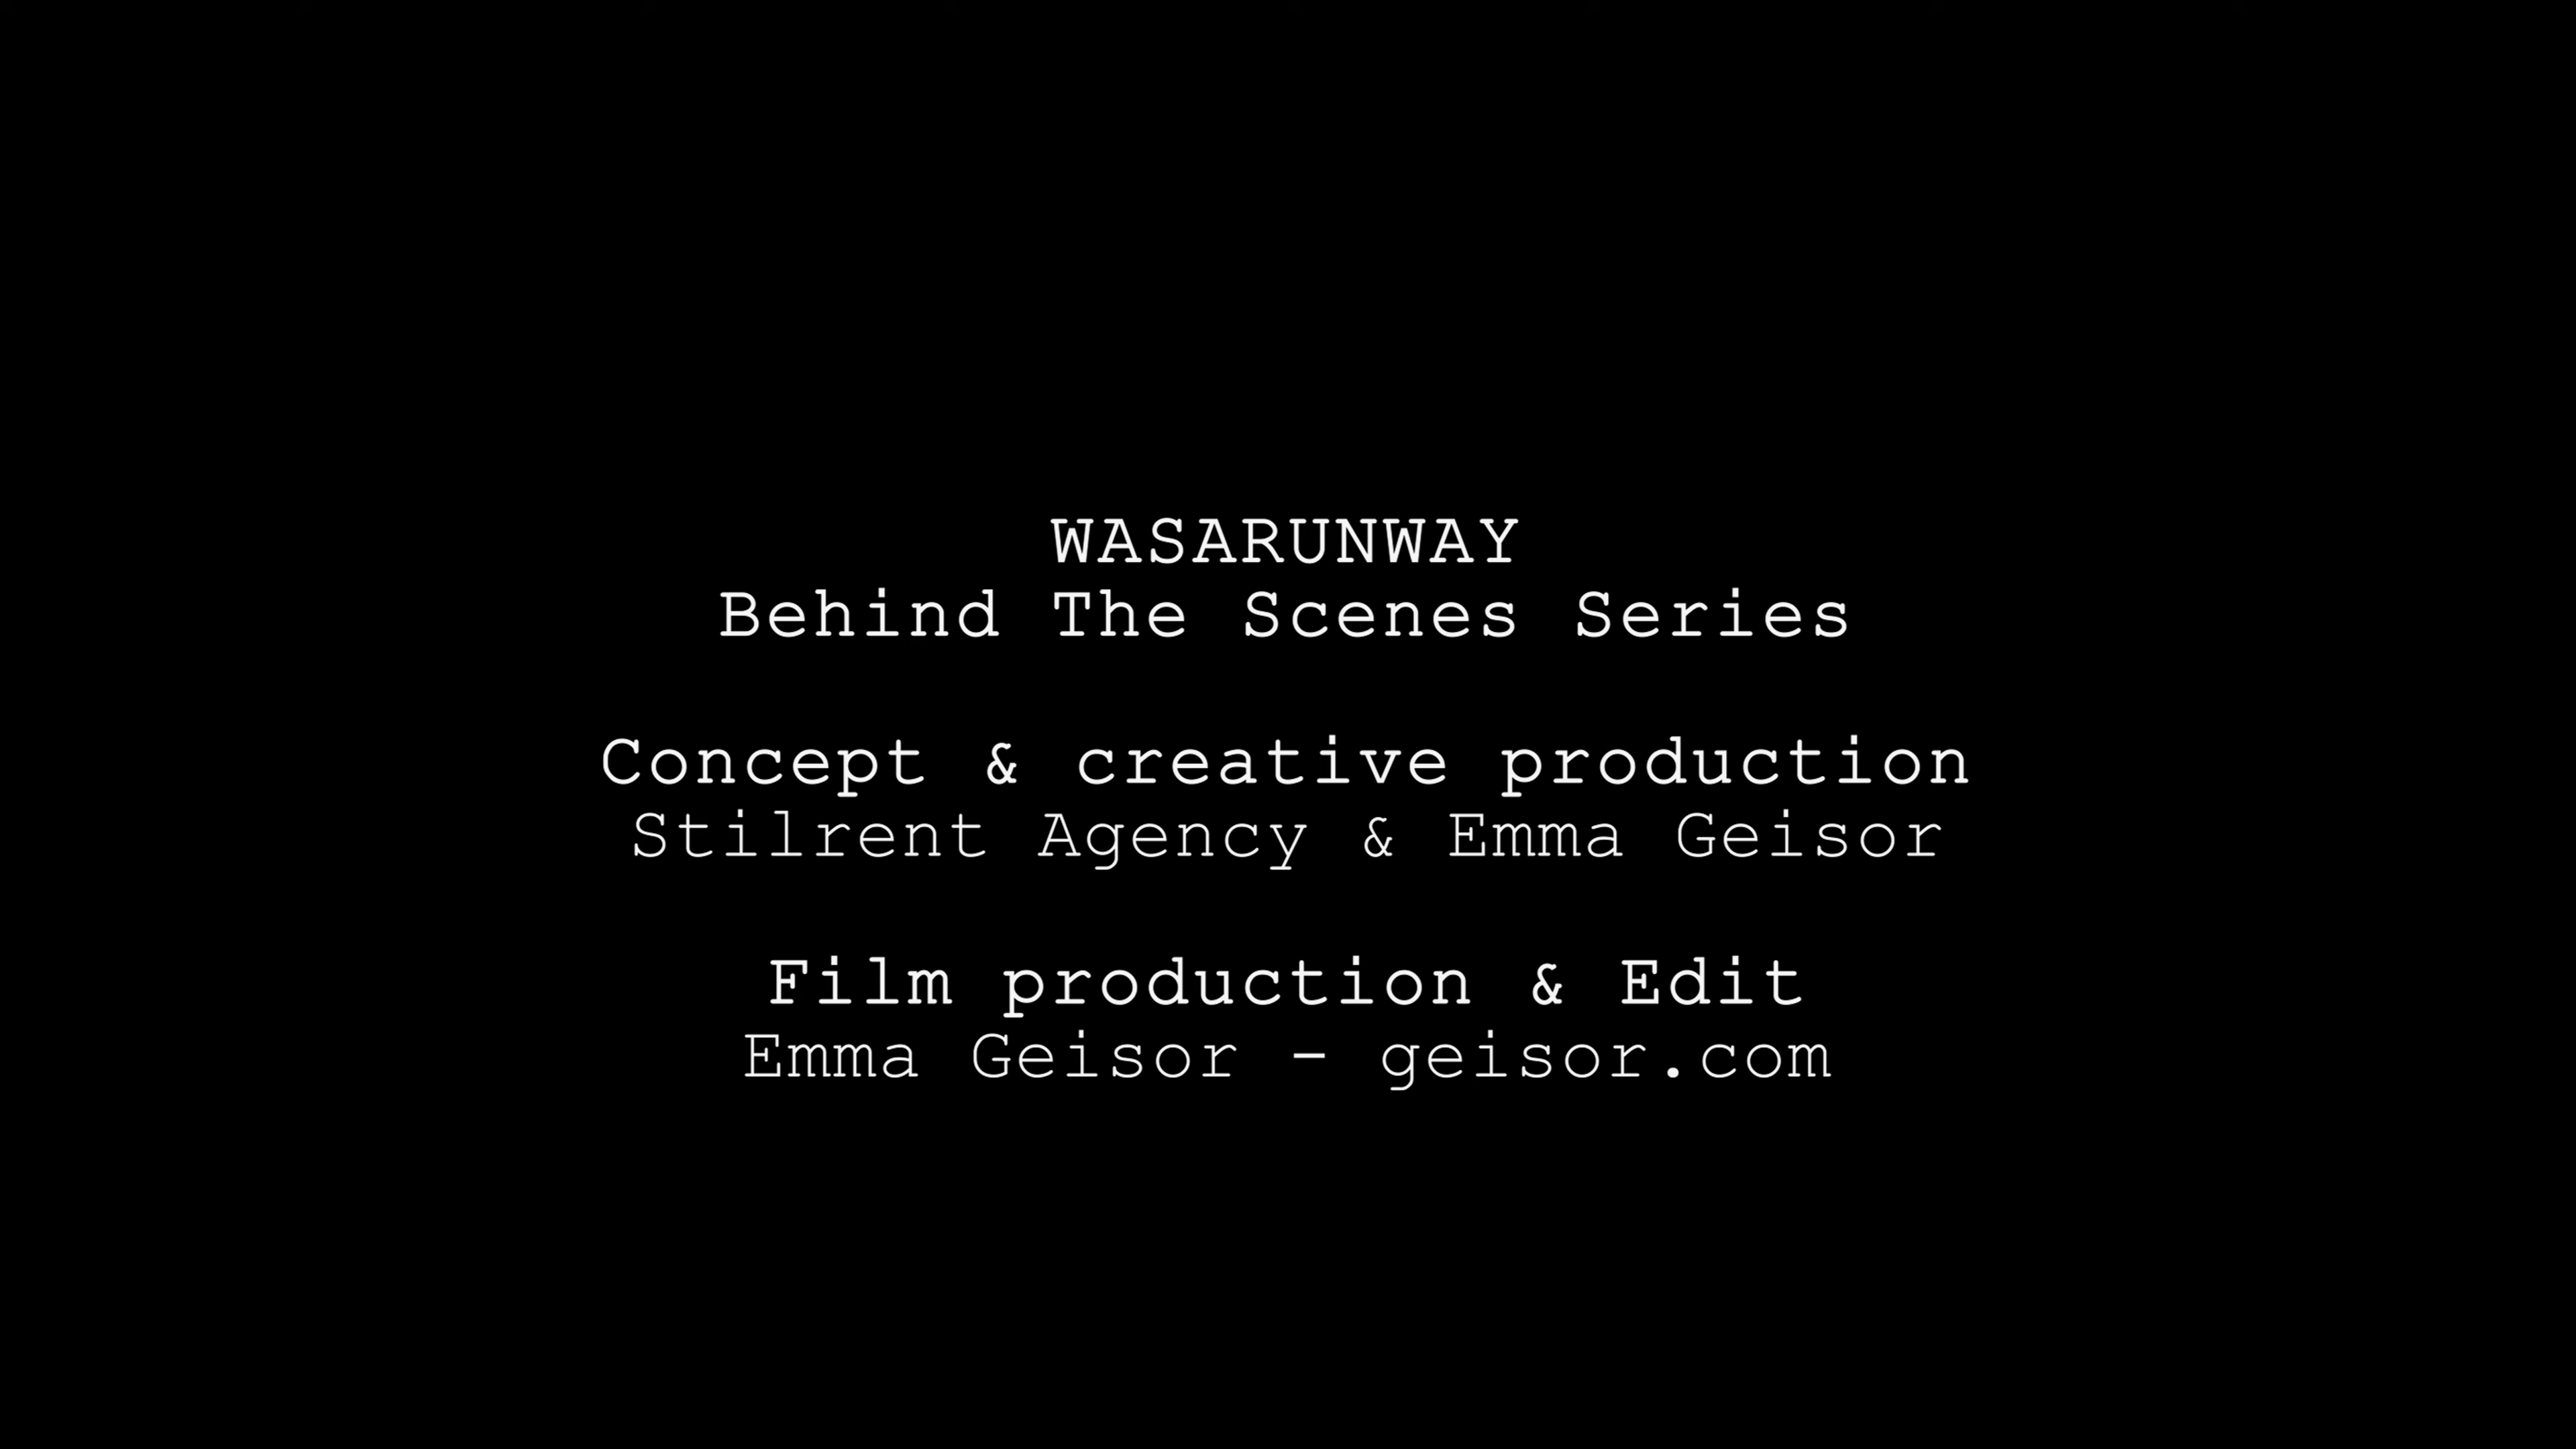 WASARUNWAY
Behind The Scenes Series
Concept & creative production
Stilrent Agency & Emma Geisor
Film production & Edit
Emma Geisor - geisor.com